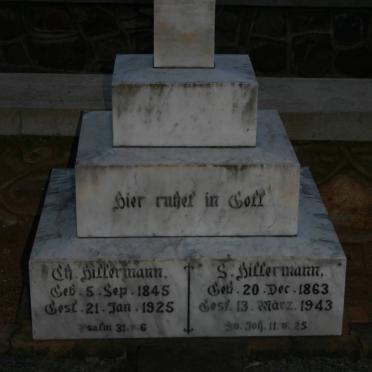 Hier ruhet in Gott
Ch. Hillermann.
Geb. 5. Sep. 1845
Gest. 21. Jan. 1925
Psalm 31. v. 6
S. Hillermann.
Geb. 20. Dec. 1863
Gest. 13. März. 1943
Ev. Joh. 11. v. 25